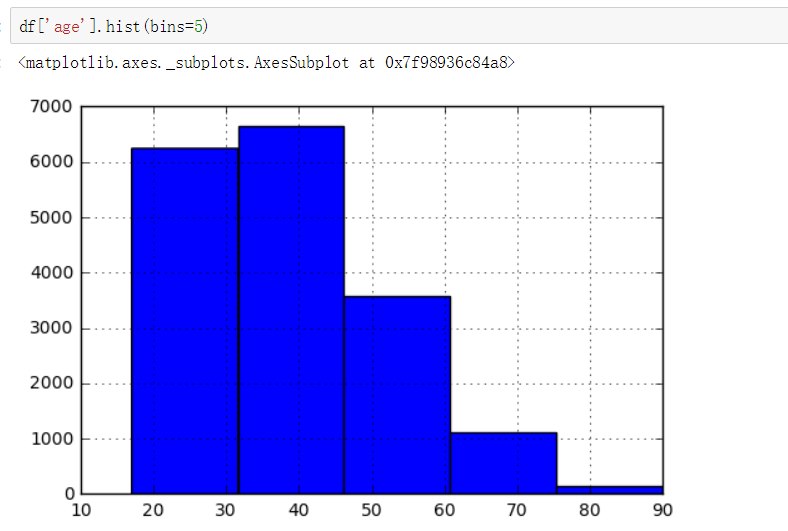 df['age'].hist(bins=5)
<matplotlib.axes._subplots.AxesSubplot at 0x7f98936c84a8>
7000
6000
5000
4000
3000
2000
1000
0
10 20 30 40 50 60 70 80 90